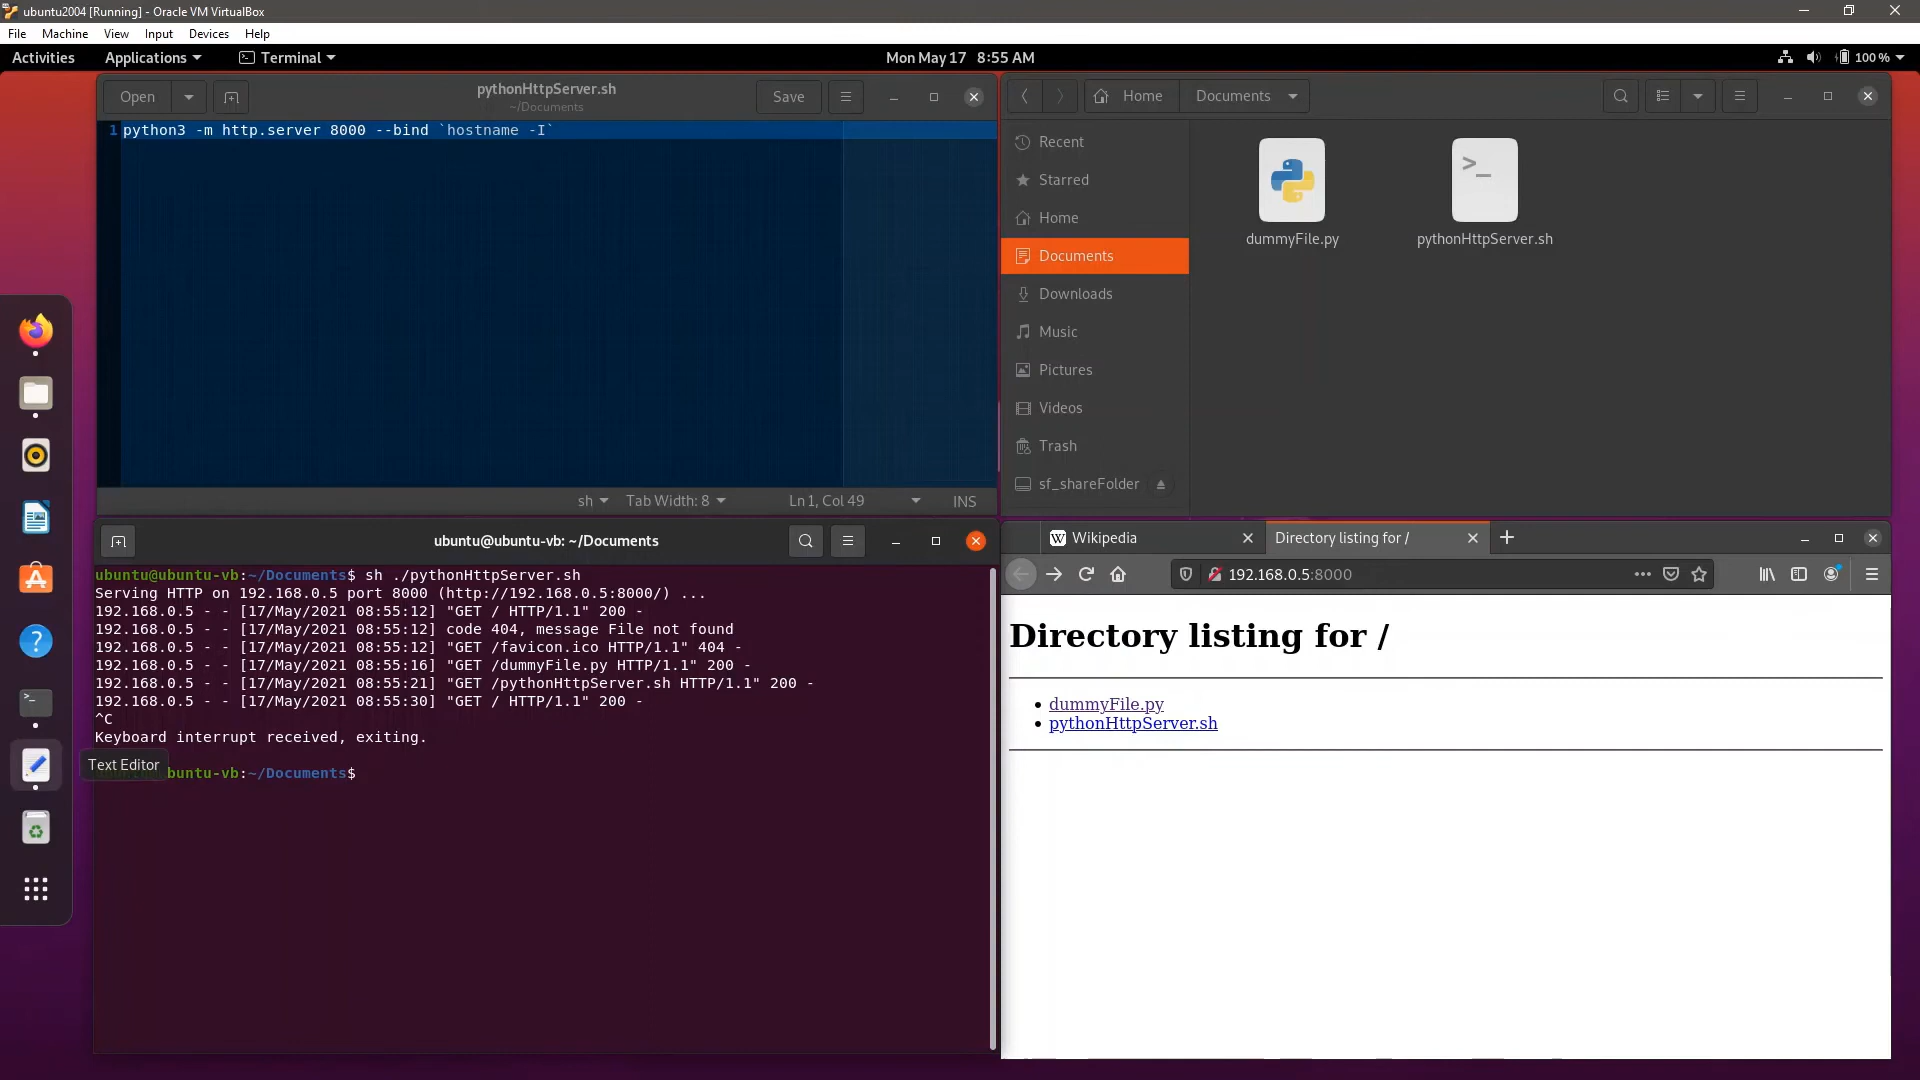 ubuntu2004 [Running] - Oracle VM VirtualBox
File Machine View Input Devices Help
Activities Applications Terminal Mon May 17 8:55 AM 100 %
Open pythonHttpServer.sh Save
~/Documents
1 python3 -m http.server 8000 --bind `hostname -I`
sh Tab Width: 8 Ln 1, Col 49 INS
Home Documents
Recent
Starred
Home
Documents
Downloads
Music
Pictures
Videos
Trash
sf_shareFolder
dummyFile.py pythonHttpServer.sh
ubuntu@ubuntu-vb: ~/Documents
ubuntu@ubuntu-vb:~/Documents$ sh ./pythonHttpServer.sh
Serving HTTP on 192.168.0.5 port 8000 (http://192.168.0.5:8000/) ...
192.168.0.5 - - [17/May/2021 08:55:12] "GET / HTTP/1.1" 200 -
192.168.0.5 - - [17/May/2021 08:55:12] code 404, message File not found
192.168.0.5 - - [17/May/2021 08:55:12] "GET /favicon.ico HTTP/1.1" 404 -
192.168.0.5 - - [17/May/2021 08:55:16] "GET /dummyFile.py HTTP/1.1" 200 -
192.168.0.5 - - [17/May/2021 08:55:21] "GET /pythonHttpServer.sh HTTP/1.1" 200 -
192.168.0.5 - - [17/May/2021 08:55:30] "GET / HTTP/1.1" 200 -
^C
Keyboard interrupt received, exiting.
Text Editor
buntu-vb:~/Documents$
W Wikipedia Directory listing for /
192.168.0.5:8000
Directory listing for /
dummyFile.py
pythonHttpServer.sh